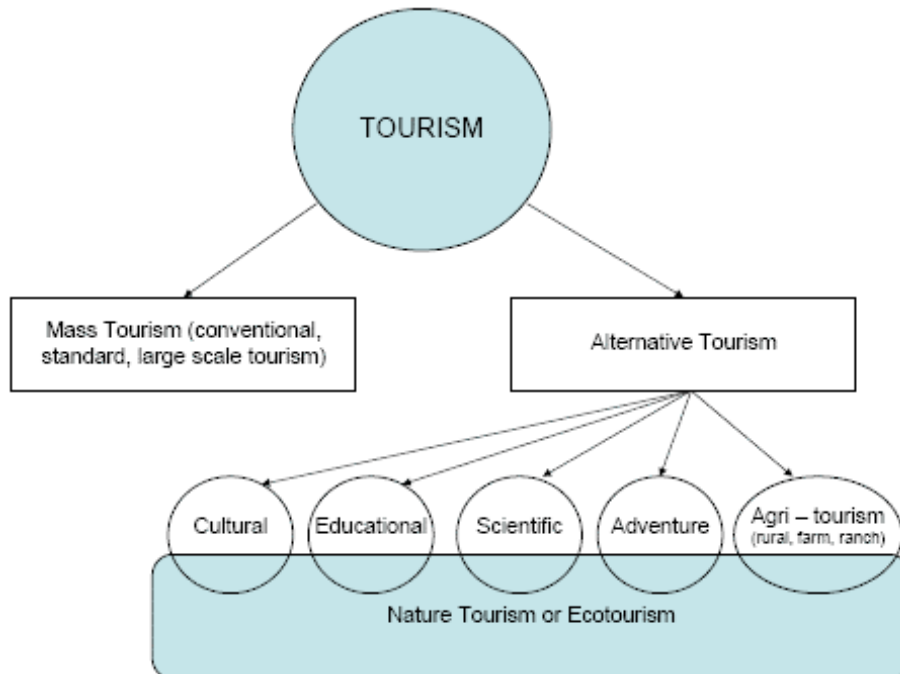 TOURISM
Mass Tourism (conventional,
standard, large scale tourism)
Alternative Tourism
Cultural
Educational
Scientific
Adventure
Agri – tourism
(rural, farm, ranch)
Nature Tourism or Ecotourism